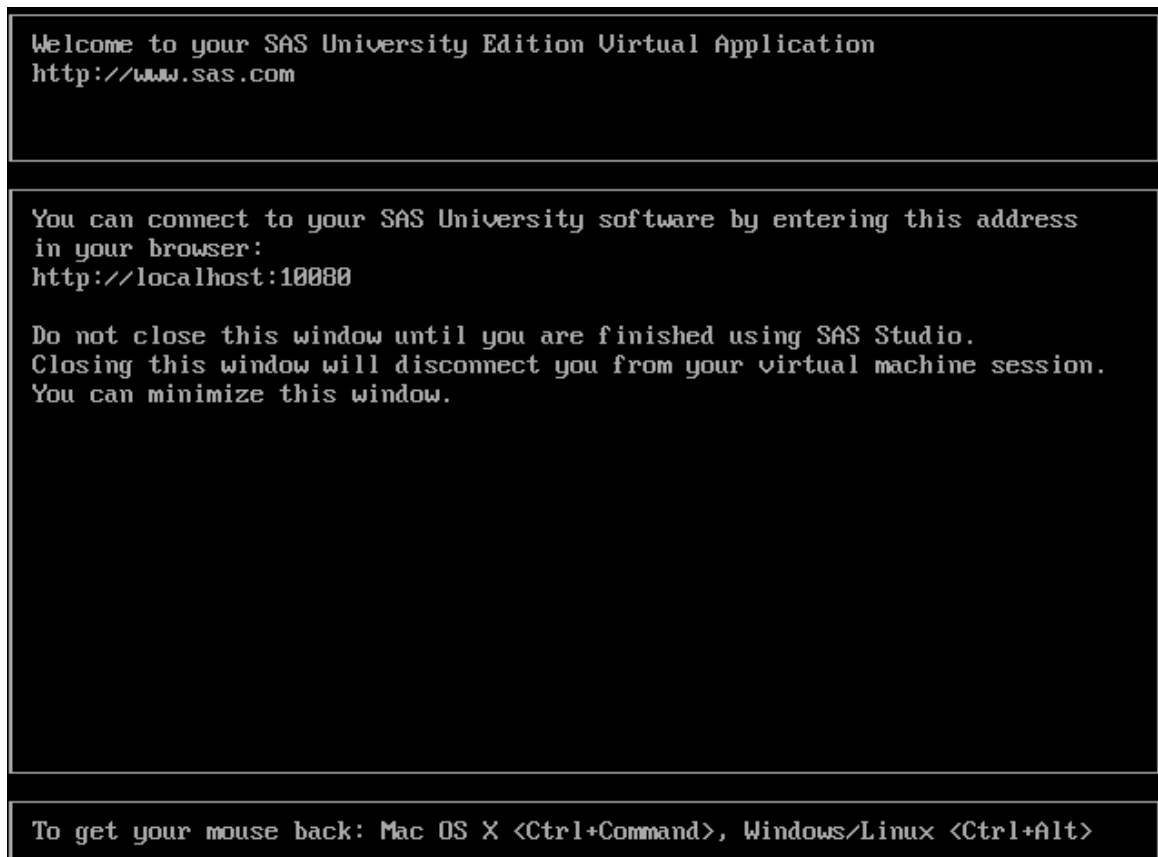 Welcome to your SAS University Edition Virtual Application
http://www.sas.com
You can connect to your SAS University software by entering this address
in your browser:
http://localhost:10080
Do not close this window until you are finished using SAS Studio.
Closing this window will disconnect you from your virtual machine session.
You can minimize this window.
To get your mouse back: Mac OS X <Ctrl+Command>, Windows/Linux <Ctrl+Alt>